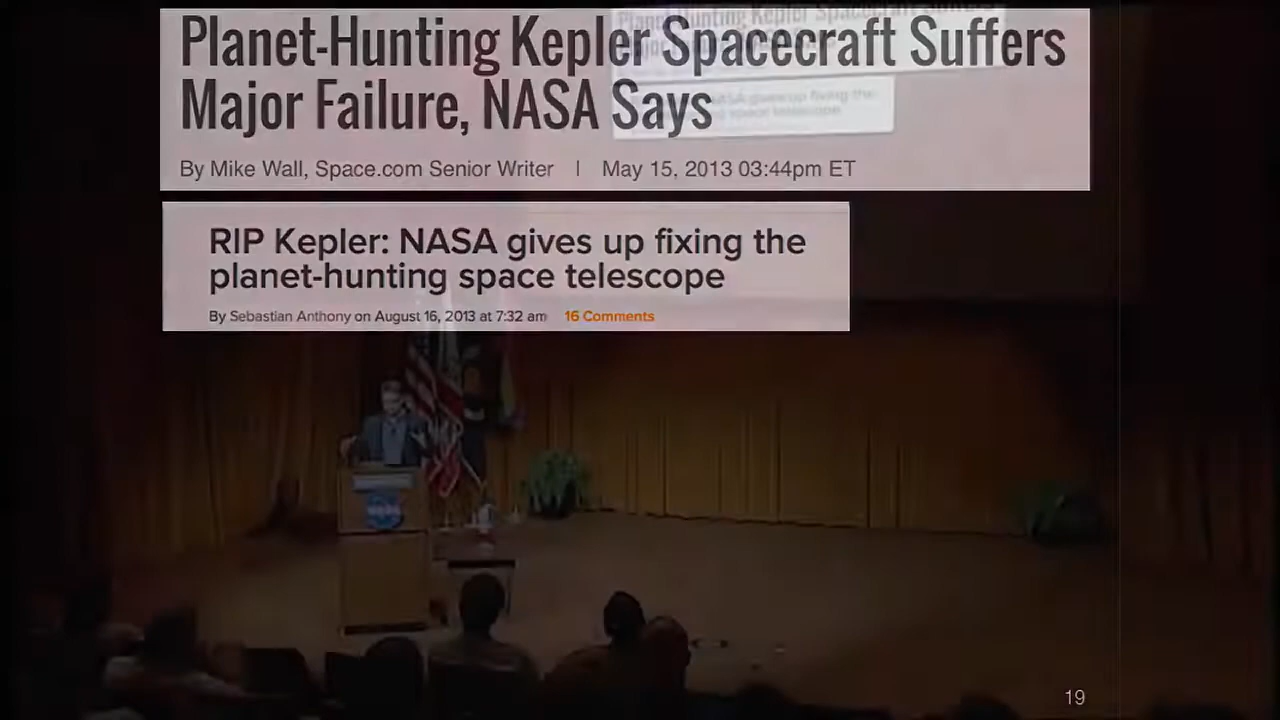 Planet-Hunting Kepler Spacecraft Suffers
Major Failure, NASA Says
By Mike Wall, Space.com Senior Writer | May 15, 2013 03:44pm ET
RIP Kepler: NASA gives up fixing the
planet-hunting space telescope
By Sebastian Anthony on August 16, 2013 at 7:32 am 16 Comments
19